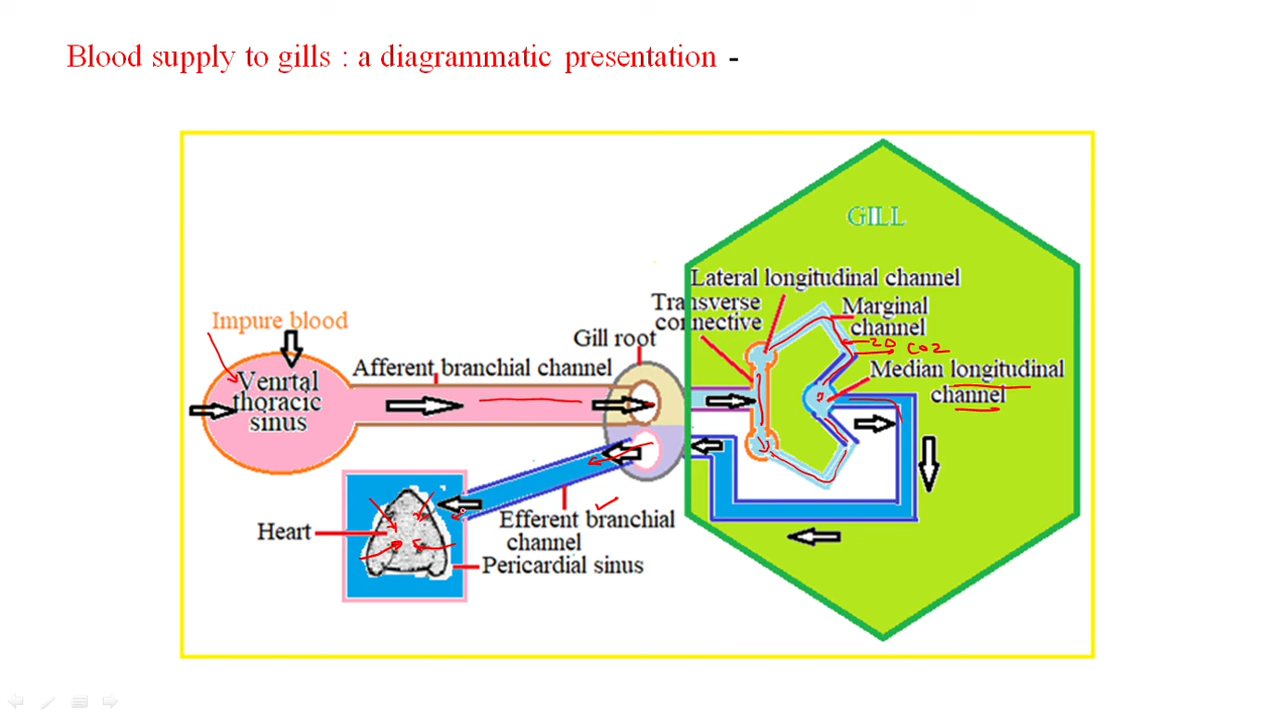 Blood supply to gills : a diagrammatic presentation -
GILL
Lateral longitudinal channel
Transverse
connective
Marginal
channel
CO2
Median longitudinal
channel
Impure blood
Gill root
Afferent branchial channel
Venrtal
thoracic
sinus
Heart
Efferent branchial
channel
Pericardial sinus